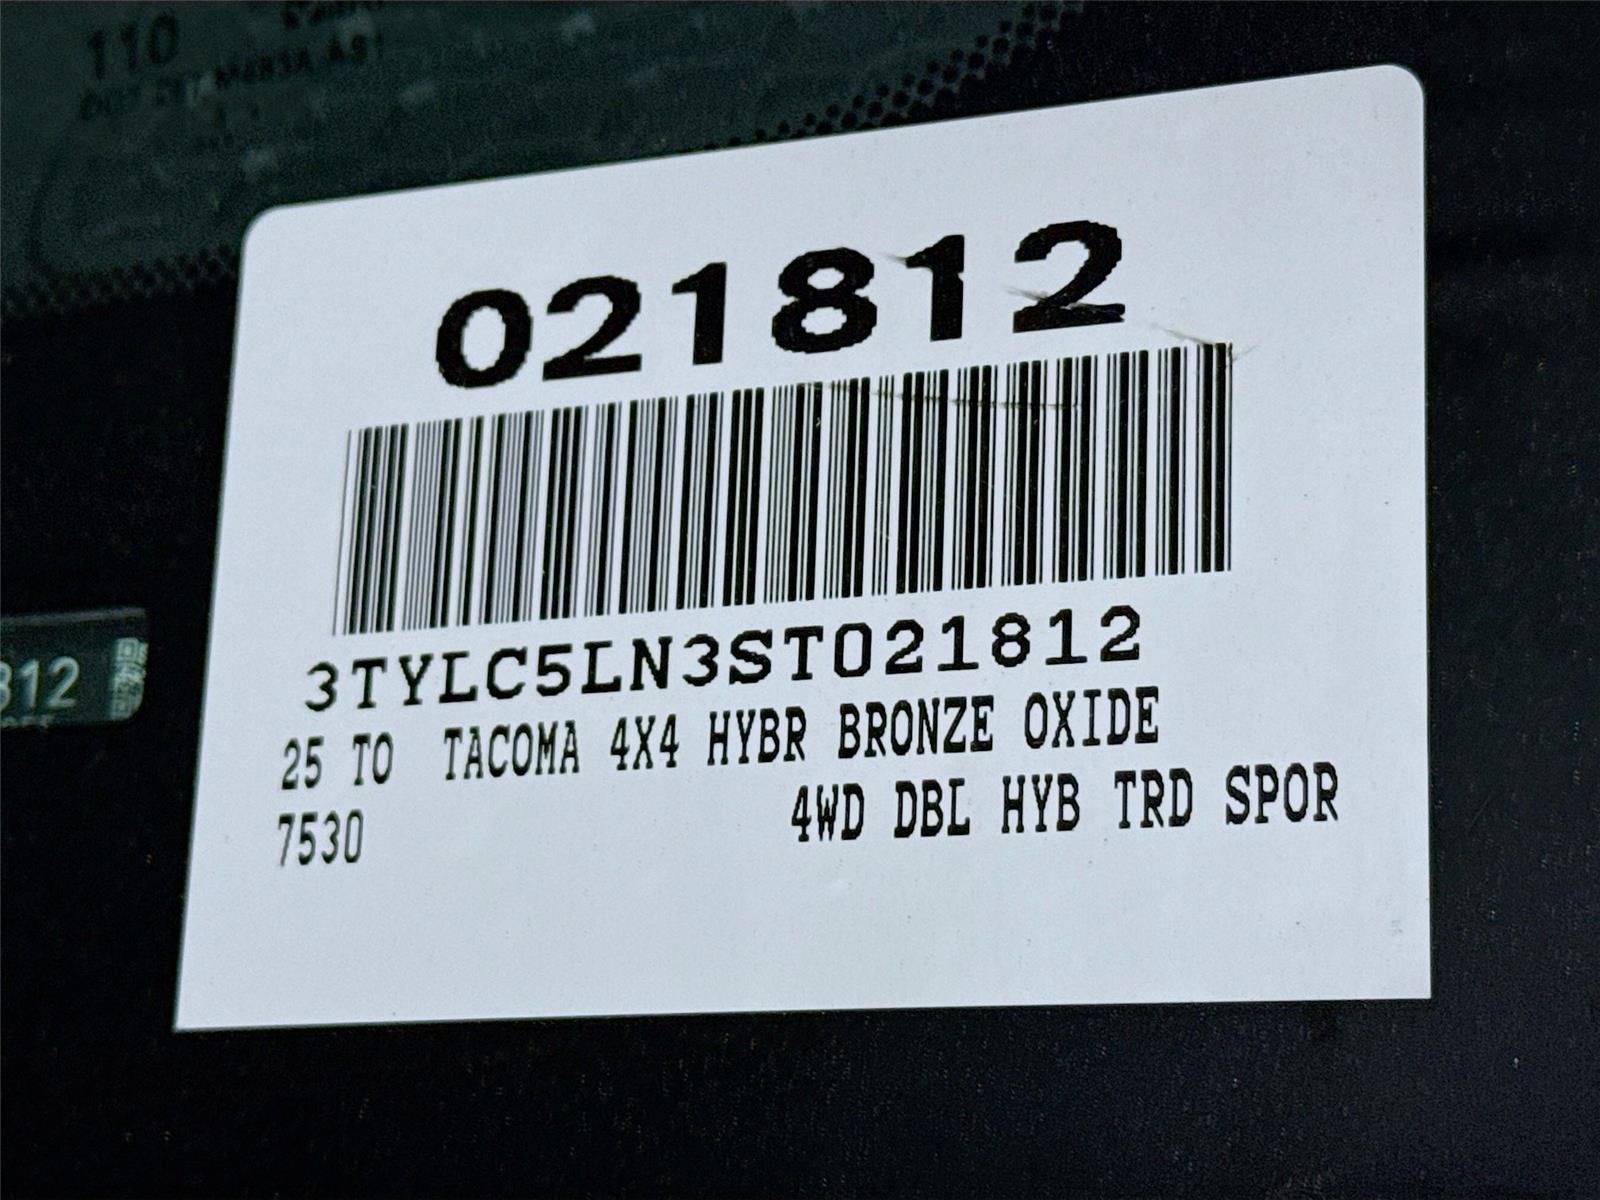 110
021812
3TYLC5LN3ST021812
812
25 TO TACOMA 4X4 HYBR BRONZE OXIDE
7530 4WD DBL HYB TRD SPOR